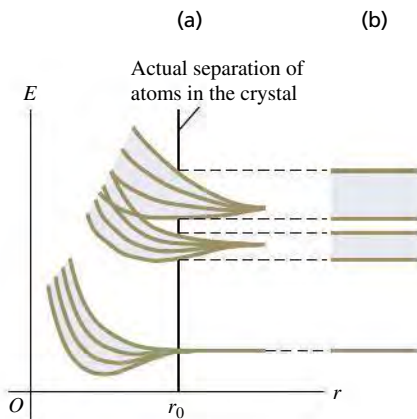 (a)
(b)
Actual separation of
atoms in the crystal
E
O
r₀
r